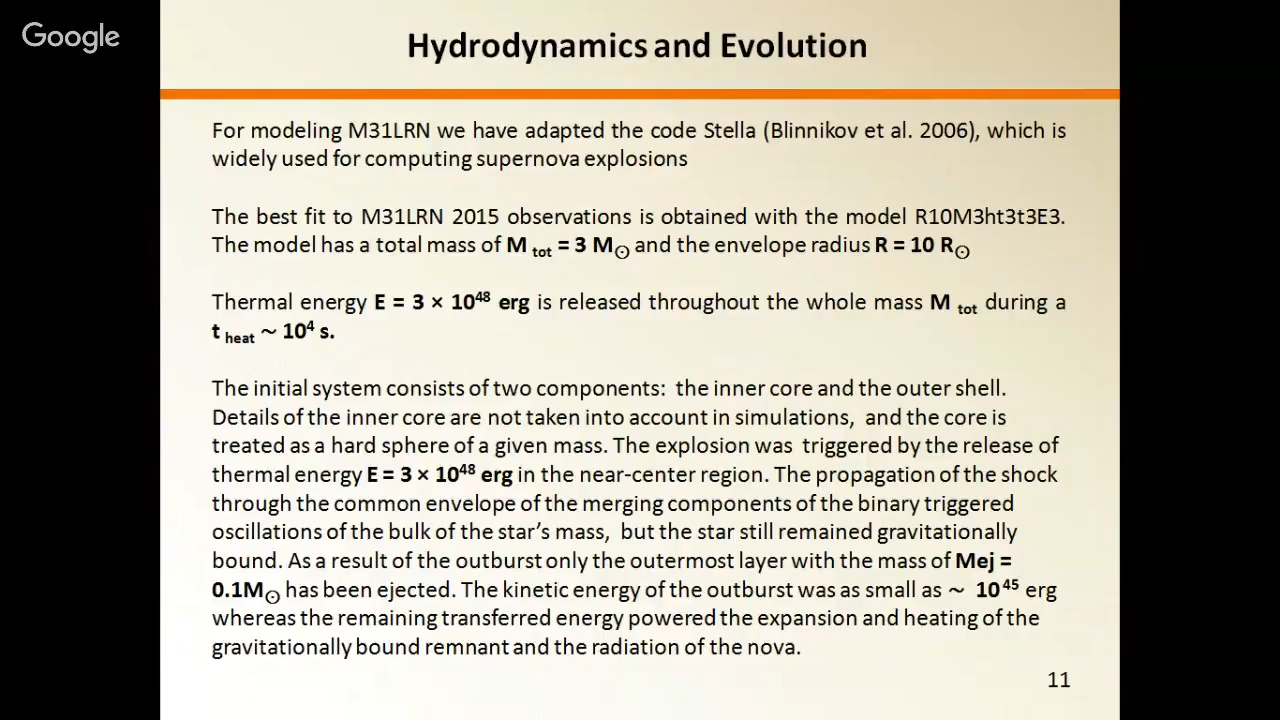 Google
Hydrodynamics and Evolution
For modeling M31LRN we have adapted the code Stella (Blinnikov et al. 2006), which is
widely used for computing supernova explosions
The best fit to M31LRN 2015 observations is obtained with the model R10M3ht3t3E3.
The model has a total mass of M tot = 3 M⊙ and the envelope radius R = 10 R⊙
Thermal energy E = 3 × 10⁴⁸ erg is released throughout the whole mass M tot during a
t heat ~ 10⁴ s.
The initial system consists of two components: the inner core and the outer shell.
Details of the inner core are not taken into account in simulations, and the core is
treated as a hard sphere of a given mass. The explosion was triggered by the release of
thermal energy E = 3 × 10⁴⁸ erg in the near-center region. The propagation of the shock
through the common envelope of the merging components of the binary triggered
oscillations of the bulk of the star's mass, but the star still remained gravitationally
bound. As a result of the outburst only the outermost layer with the mass of Mej =
0.1M⊙ has been ejected. The kinetic energy of the outburst was as small as ~ 10⁴⁵ erg
whereas the remaining transferred energy powered the expansion and heating of the
gravitationally bound remnant and the radiation of the nova.
11